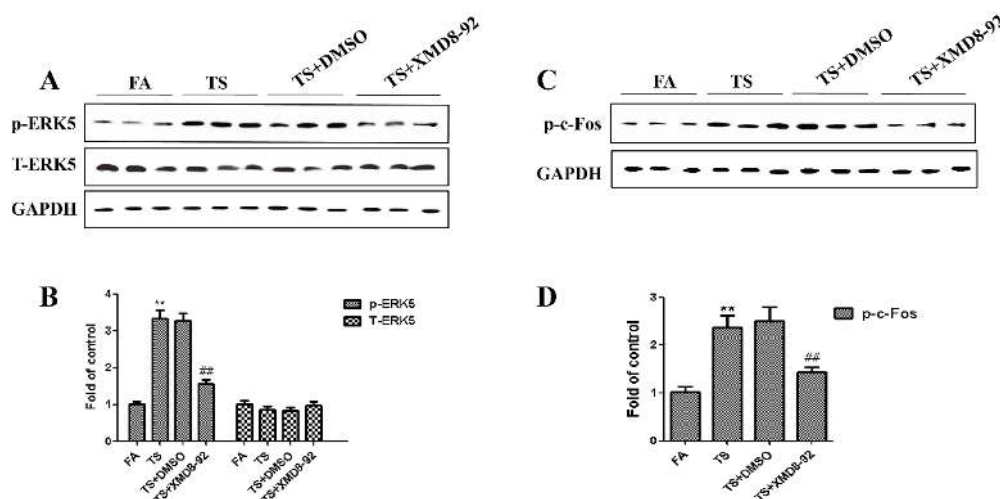 A
FA
TS
TS+DMSO
TS+XMD8-92
p-ERK5
T-ERK5
GAPDH
C
FA
TS
TS+DMSO
TS+XMD8-92
p-c-Fos
GAPDH
B
Fold of control
4
3
2
1
0
**
##
p-ERK5
T-ERK5
FA
TS
TS+DMSO
TS+XMD8-92
FA
TS
TS+DMSO
TS+XMD8-92
D
Fold of control
3
2
1
0
**
##
p-c-Fos
FA
TS
TS+DMSO
TS+XMD8-92